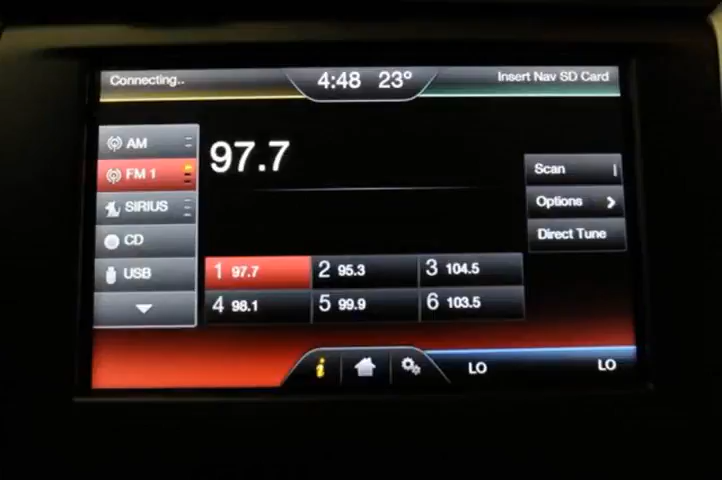 Connecting.. 4:48 23° Insert Nav SD Card
AM
97.7
FM 1
Scan
SIRIUS
Options
CD
Direct Tune
USB
1 97.7 2 95.3 3 104.5
4 98.1 5 99.9 6 103.5
i LO LO